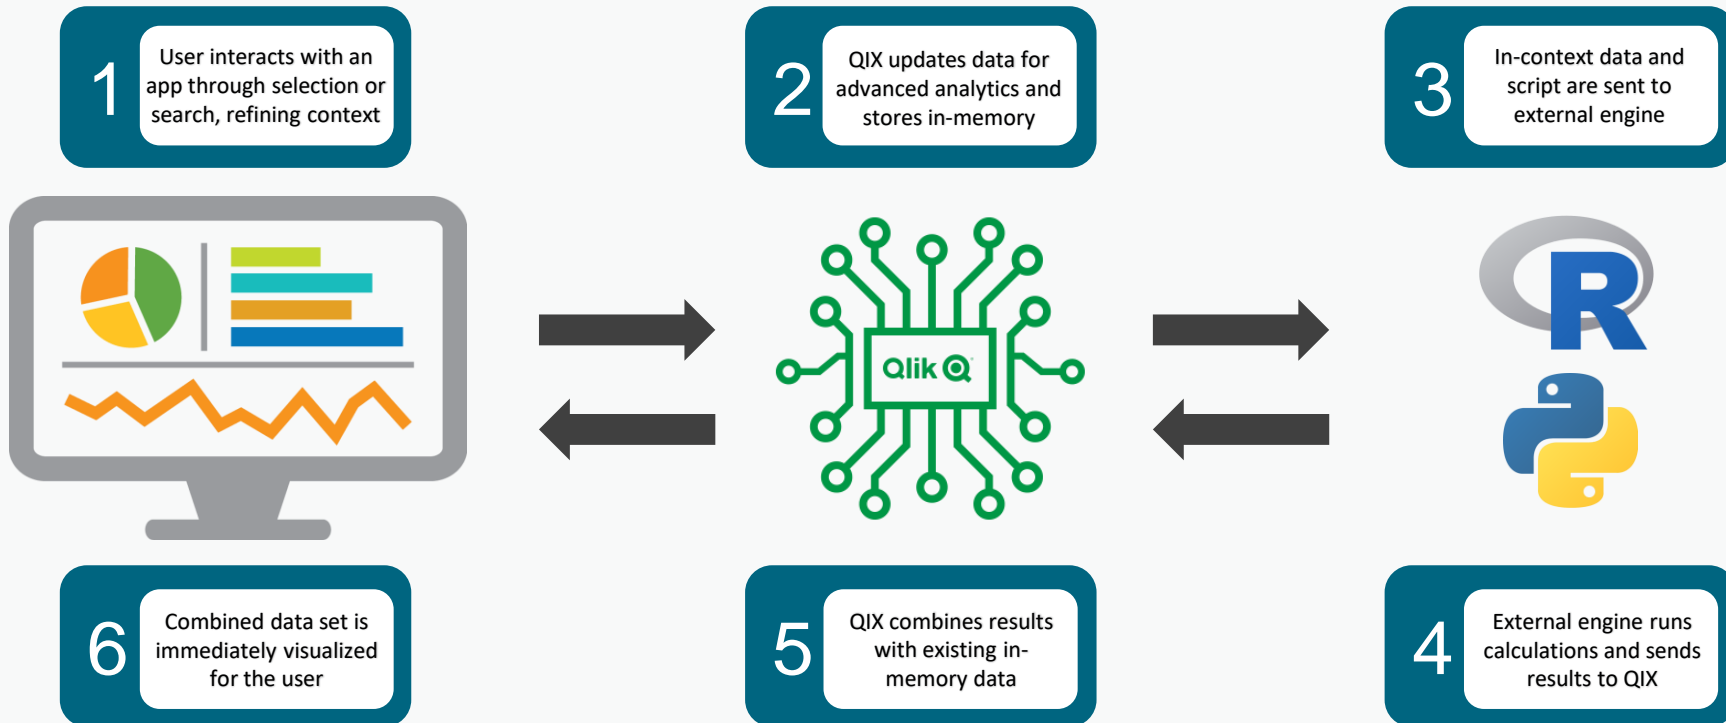 1
User interacts with an
app through selection or
search, refining context
2
QIX updates data for
advanced analytics and
stores in-memory
3
In-context data and
script are sent to
external engine
Qlik
R
6
Combined data set is
immediately visualized
for the user
5
QIX combines results
with existing in-
memory data
4
External engine runs
calculations and sends
results to QIX